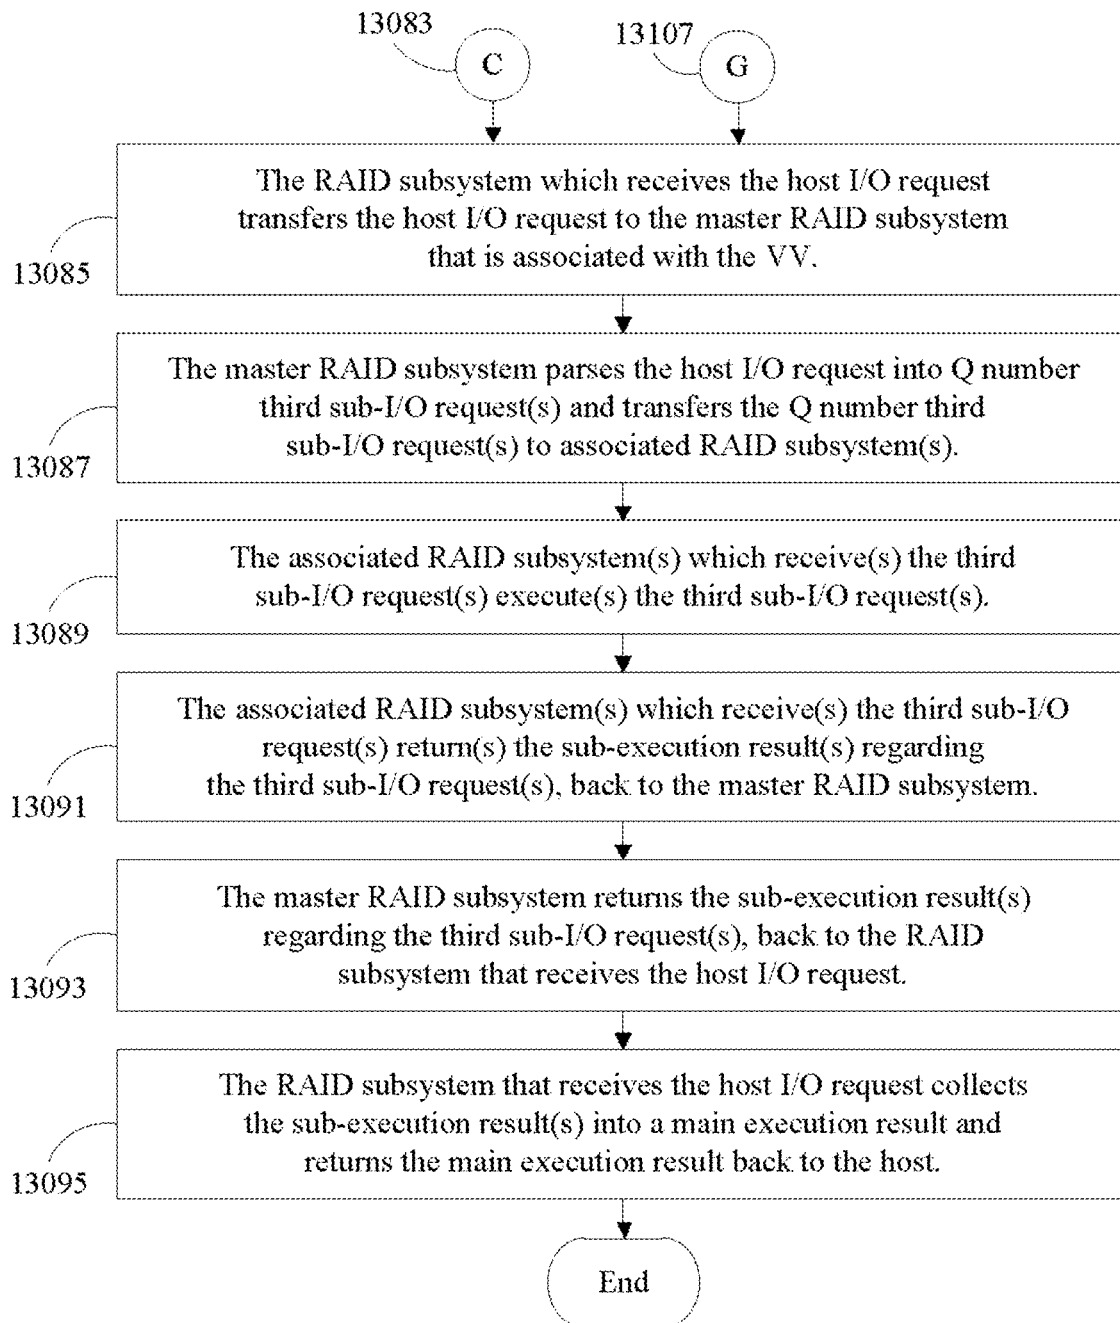 13083
C
13107
G
The RAID subsystem which receives the host I/O request
transfers the host I/O request to the master RAID subsystem
that is associated with the VV.
13085
The master RAID subsystem parses the host I/O request into Q number
third sub-I/O request(s) and transfers the Q number third
sub-I/O request(s) to associated RAID subsystem(s).
13087
The associated RAID subsystem(s) which receive(s) the third
sub-I/O request(s) execute(s) the third sub-I/O request(s).
13089
The associated RAID subsystem(s) which receive(s) the third sub-I/O
request(s) return(s) the sub-execution result(s) regarding
the third sub-I/O request(s), back to the master RAID subsystem.
13091
The master RAID subsystem returns the sub-execution result(s)
regarding the third sub-I/O request(s), back to the RAID
subsystem that receives the host I/O request.
13093
The RAID subsystem that receives the host I/O request collects
the sub-execution result(s) into a main execution result and
returns the main execution result back to the host.
13095
End